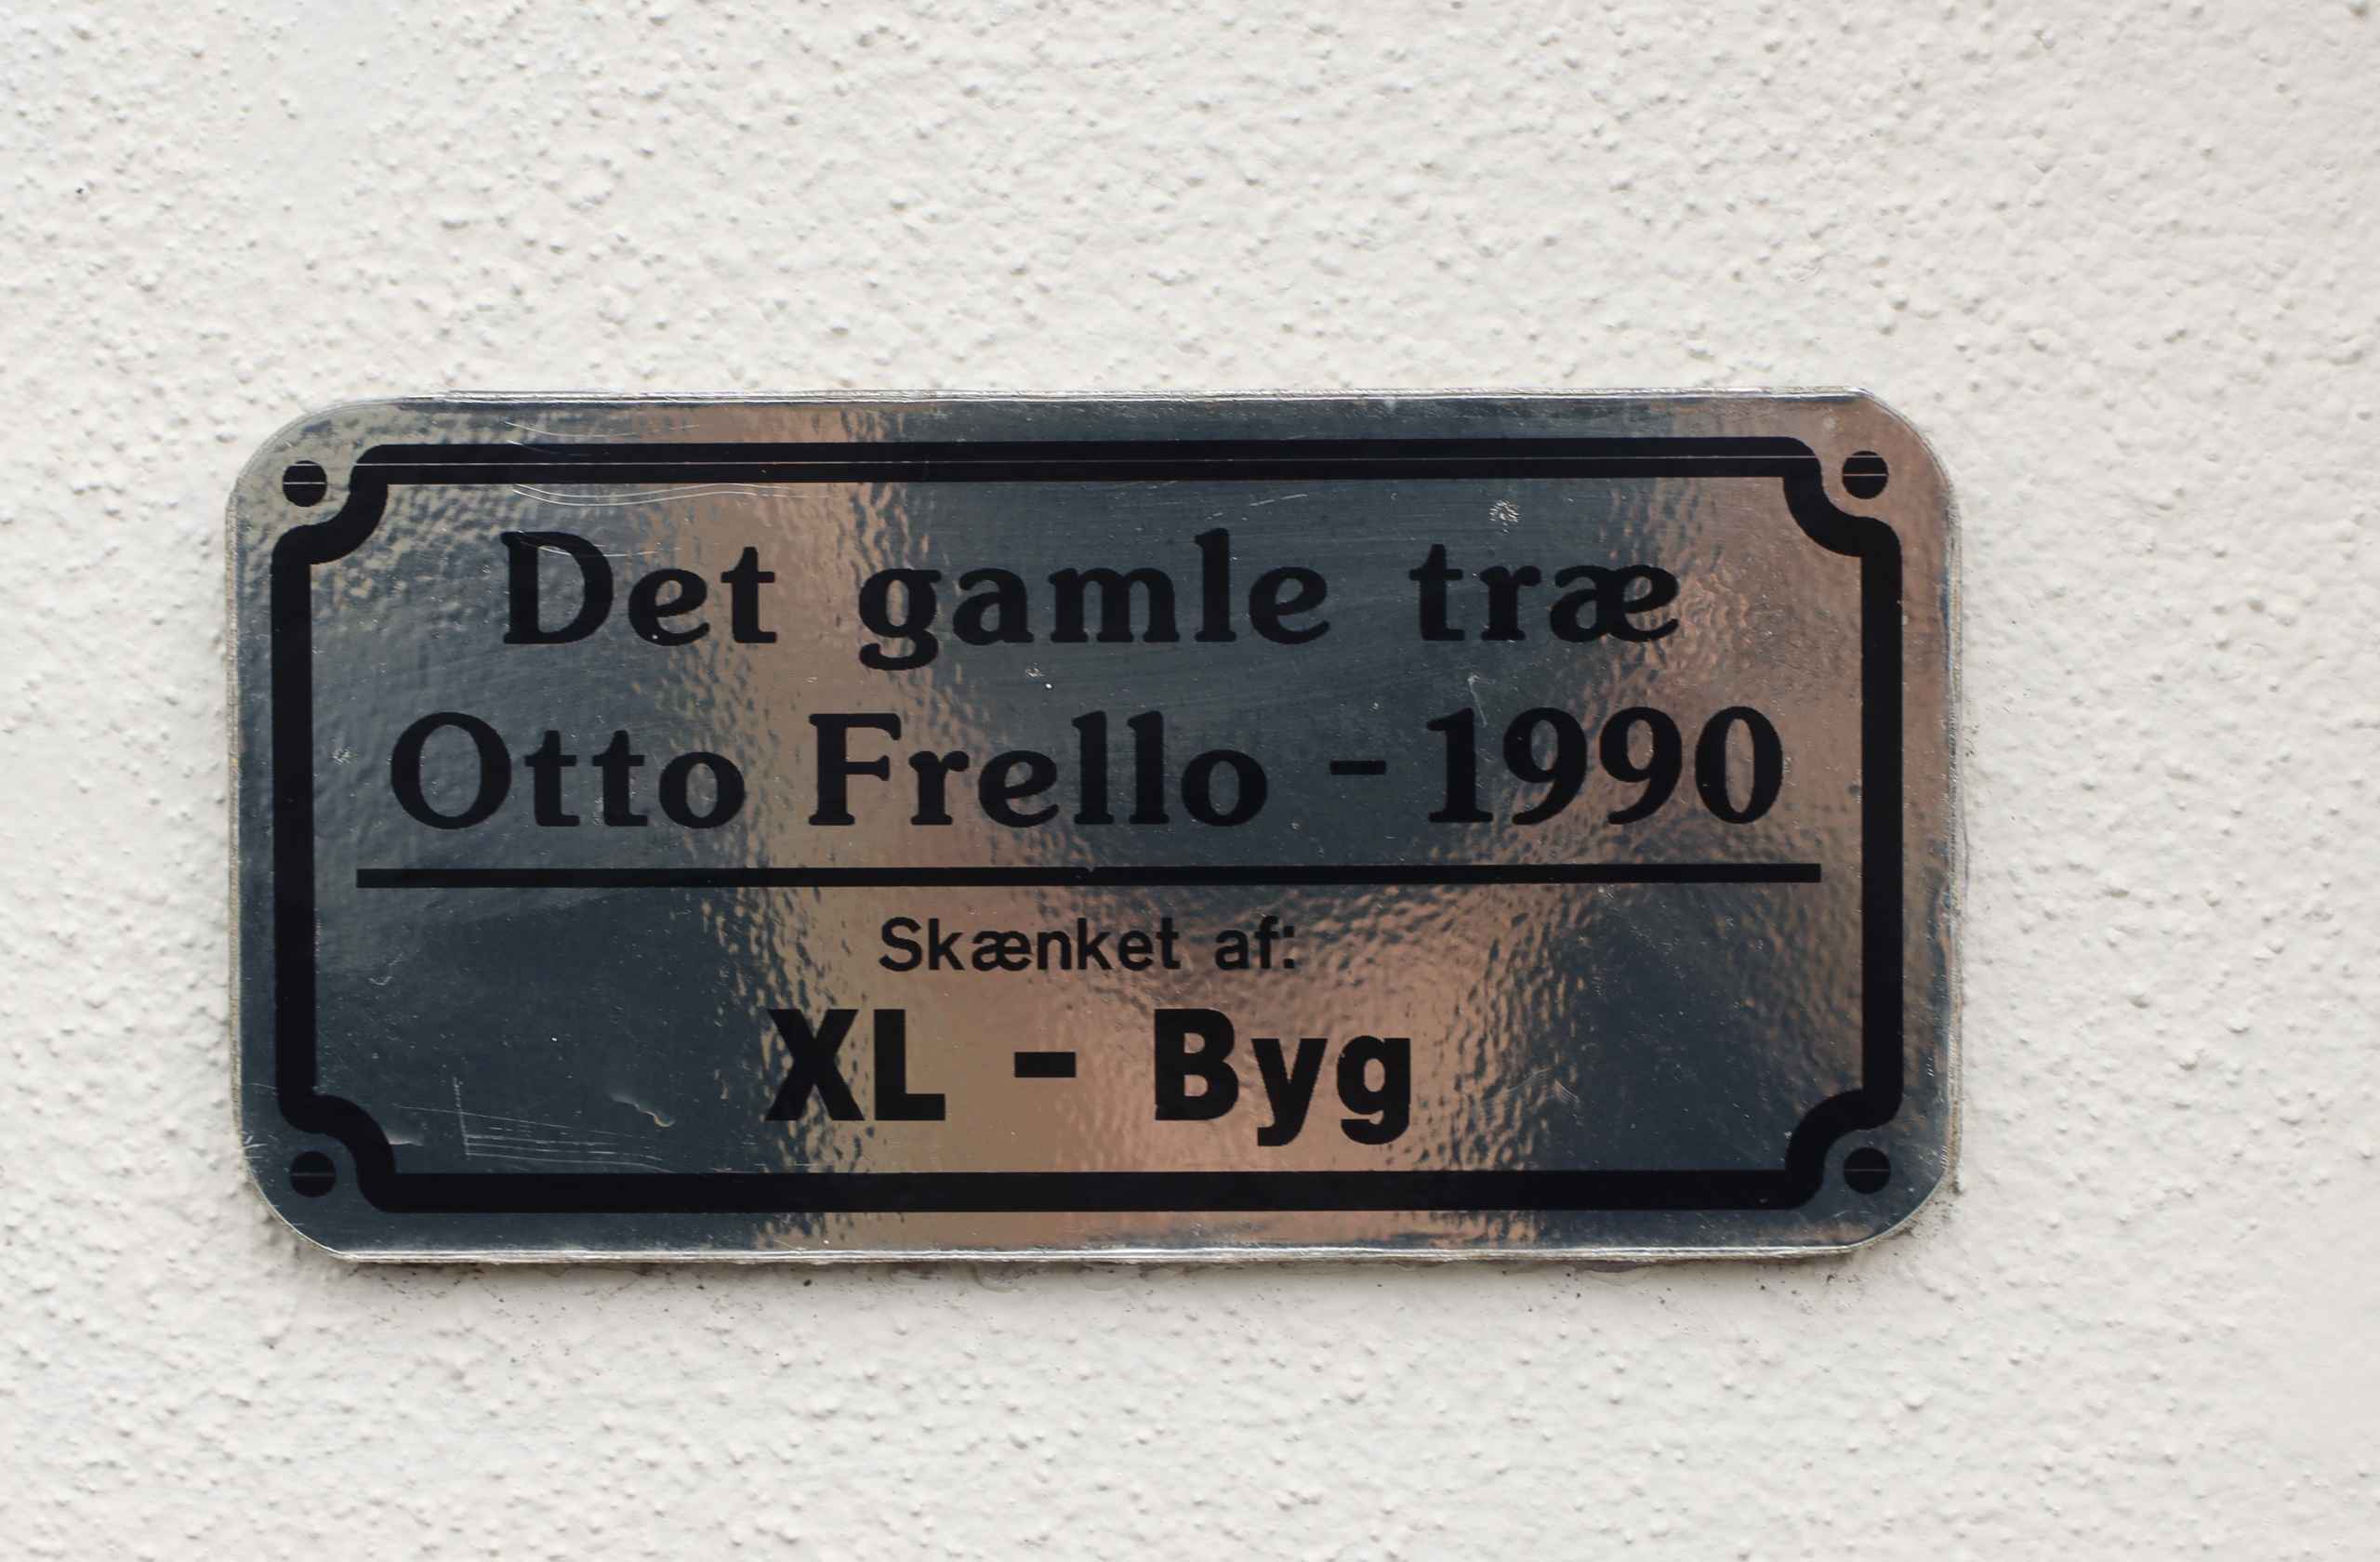 Det gamle træ
Otto Frello - 1990
Skænket af:
XL - Byg